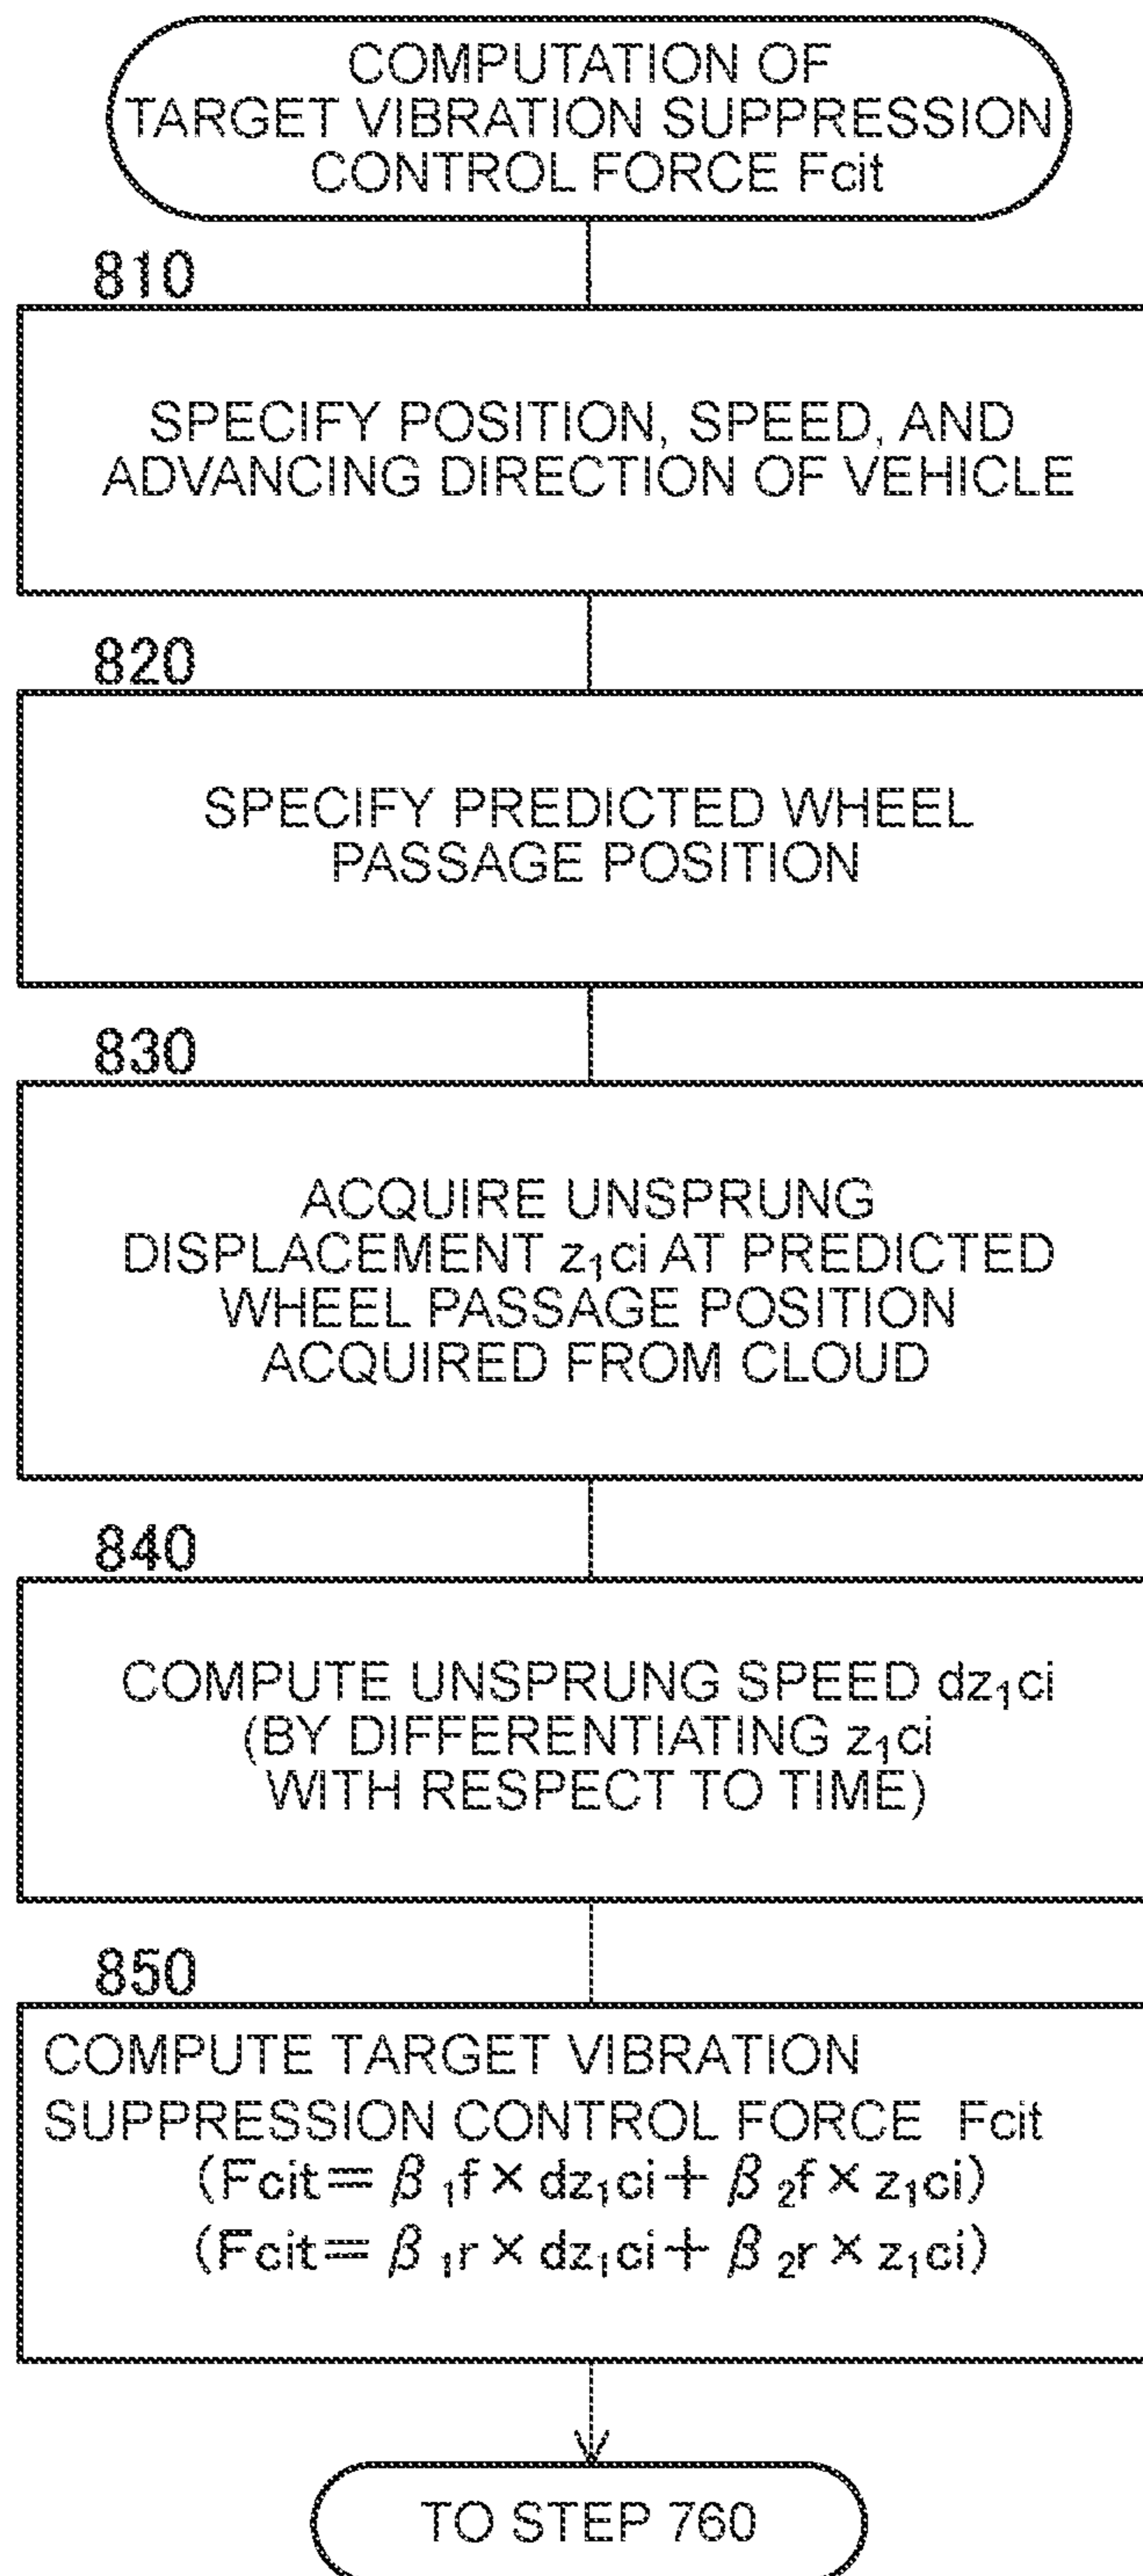 COMPUTATION OF
TARGET VIBRATION SUPPRESSION
CONTROL FORCE Fcit
810
SPECIFY POSITION, SPEED, AND
ADVANCING DIRECTION OF VEHICLE
820
SPECIFY PREDICTED WHEEL
PASSAGE POSITION
830
ACQUIRE UNSPRUNG
DISPLACEMENT z₁ci AT PREDICTED
WHEEL PASSAGE POSITION
ACQUIRED FROM CLOUD
840
COMPUTE UNSPRUNG SPEED dz₁ci
(BY DIFFERENTIATING z₁ci
WITH RESPECT TO TIME)
850
COMPUTE TARGET VIBRATION
SUPPRESSION CONTROL FORCE Fcit
(Fcit= β₁f × dz₁ci+ β₂f × z₁ci)
(Fcit= β₁r × dz₁ci+ β₂r × z₁ci)
TO STEP 760